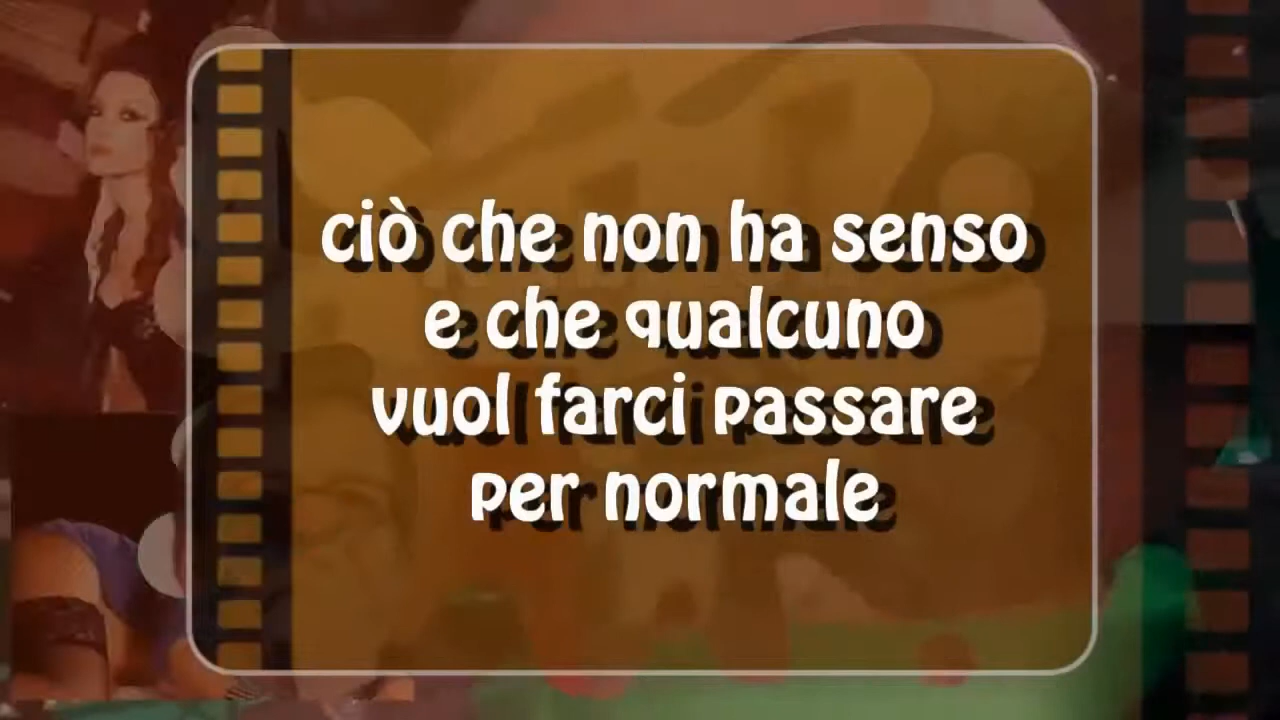 ciò che non ha senso
e che qualcuno
vuol farci passare
per normale